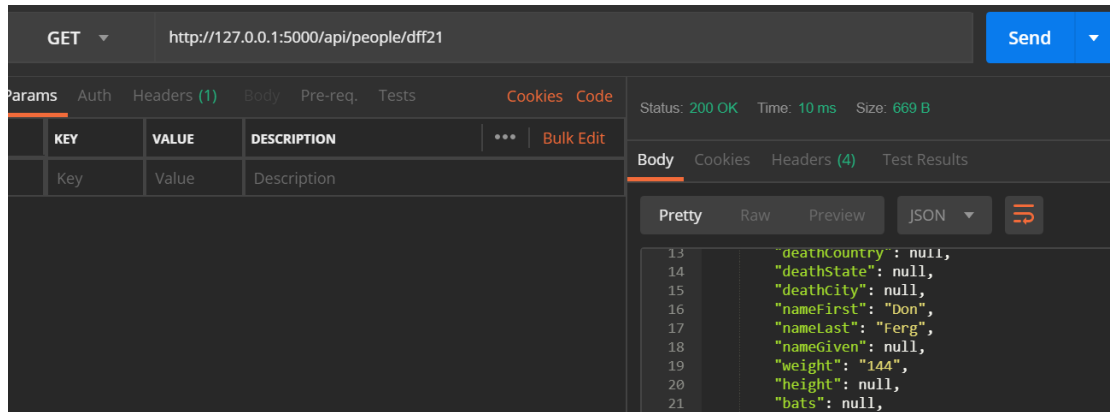 GET http://127.0.0.1:5000/api/people/dff21 Send
Params Auth Headers (1) Body Pre-req. Tests Cookies Code
KEY VALUE DESCRIPTION ••• Bulk Edit
Key Value Description
Status: 200 OK Time: 10 ms Size: 669 B
Body Cookies Headers (4) Test Results
Pretty Raw Preview JSON
13 "deathCountry": null,
14 "deathState": null,
15 "deathCity": null,
16 "nameFirst": "Don",
17 "nameLast": "Ferg",
18 "nameGiven": null,
19 "weight": "144",
20 "height": null,
21 "bats": null,